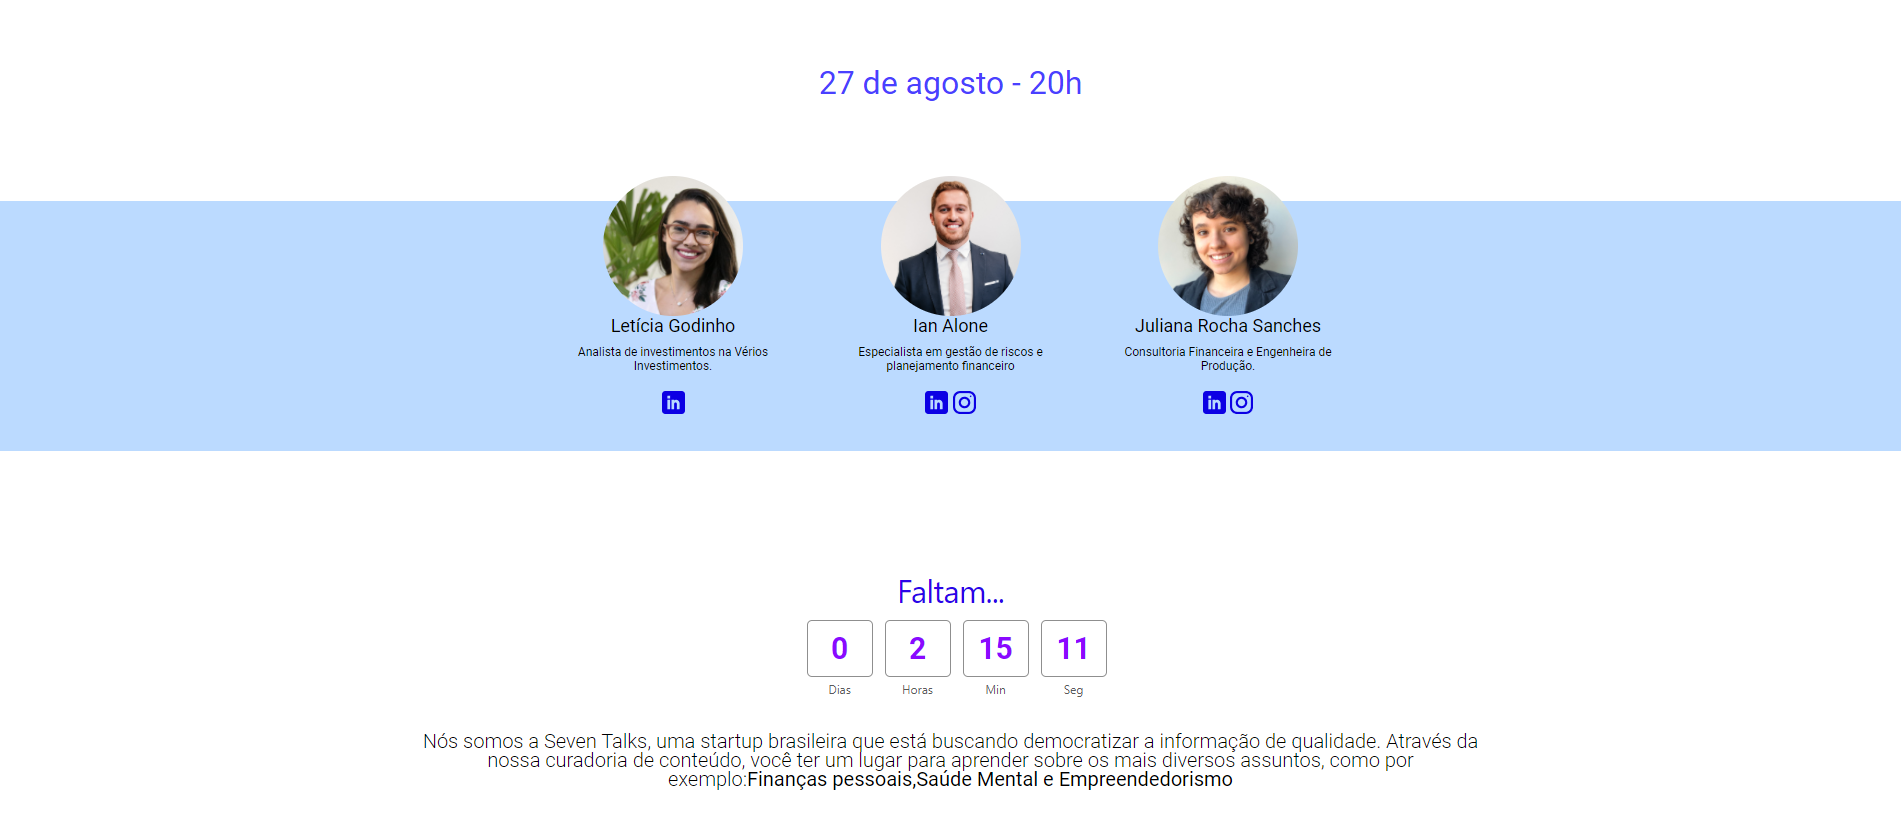 27 de agosto - 20h
Letícia Godinho
Analista de investimentos na Vérios
Investimentos.
Ian Alone
Especialista em gestão de riscos e
planejamento financeiro
Juliana Rocha Sanches
Consultoria Financeira e Engenheira de
Produção.
in
in
in
Faltam...
0 2 15 11
Dias Horas Min Seg
Nós somos a Seven Talks, uma startup brasileira que está buscando democratizar a informação de qualidade. Através da
nossa curadoria de conteúdo, você ter um lugar para aprender sobre os mais diversos assuntos, como por
exemplo:Finanças pessoais,Saúde Mental e Empreendedorismo